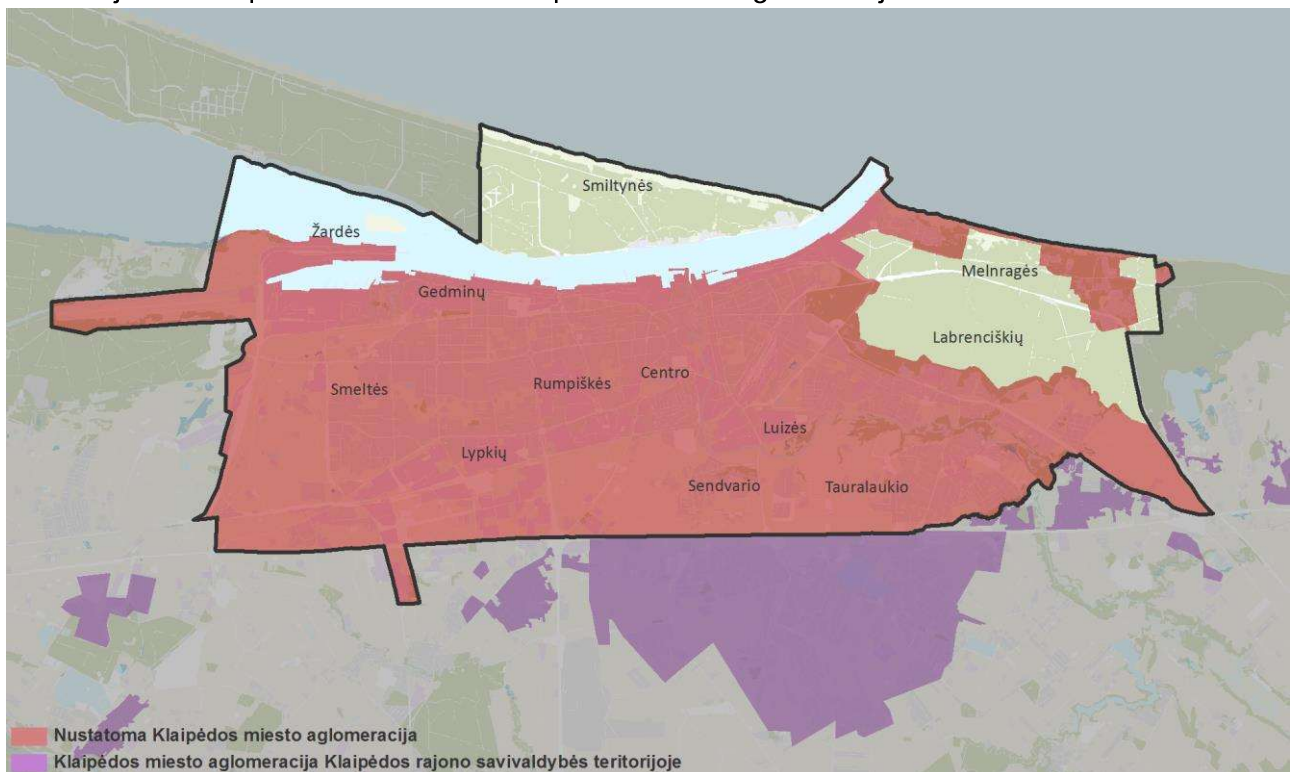 Smiltynės
Žardės
Melnragės
Gedminų
Labrenciškių
Centro
Rumpiškės
Smeltės
Luizės
Lypkių
Sendvario
Tauralaukio
Nustatoma Klaipėdos miesto aglomeracija
Klaipėdos miesto aglomeracija Klaipėdos rajono savivaldybės teritorijoje